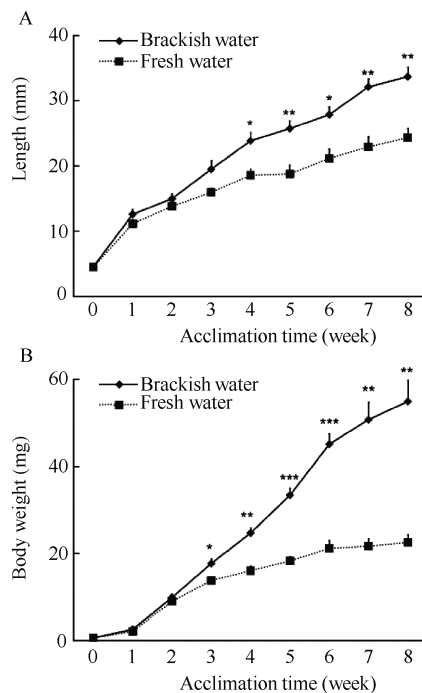 A
40
30
20
10
0
Length (mm)
Brackish water
Fresh water
*
**
*
**
**
0 1 2 3 4 5 6 7 8
Acclimation time (week)
B
60
40
20
0
Body weight (mg)
Brackish water
Fresh water
*
**
***
***
**
**
0 1 2 3 4 5 6 7 8
Acclimation time (week)